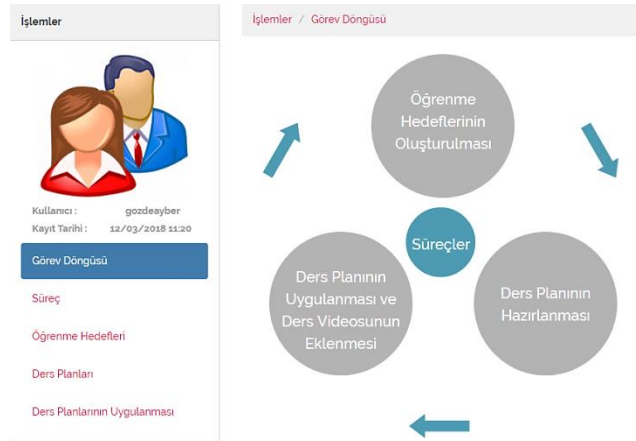 İşlemler
İşlemler / Görev Döngüsü
Kullanıcı : gozdeayber
Kayıt Tarihi : 12/03/2018 11:20
Görev Döngüsü
Süreç
Öğrenme Hedefleri
Ders Planları
Ders Planlarının Uygulanması
Öğrenme
Hedeflerinin
Oluşturulması
Süreçler
Ders Planının
Uygulanması ve
Ders Videosunun
Eklenmesi
Ders Planının
Hazırlanması